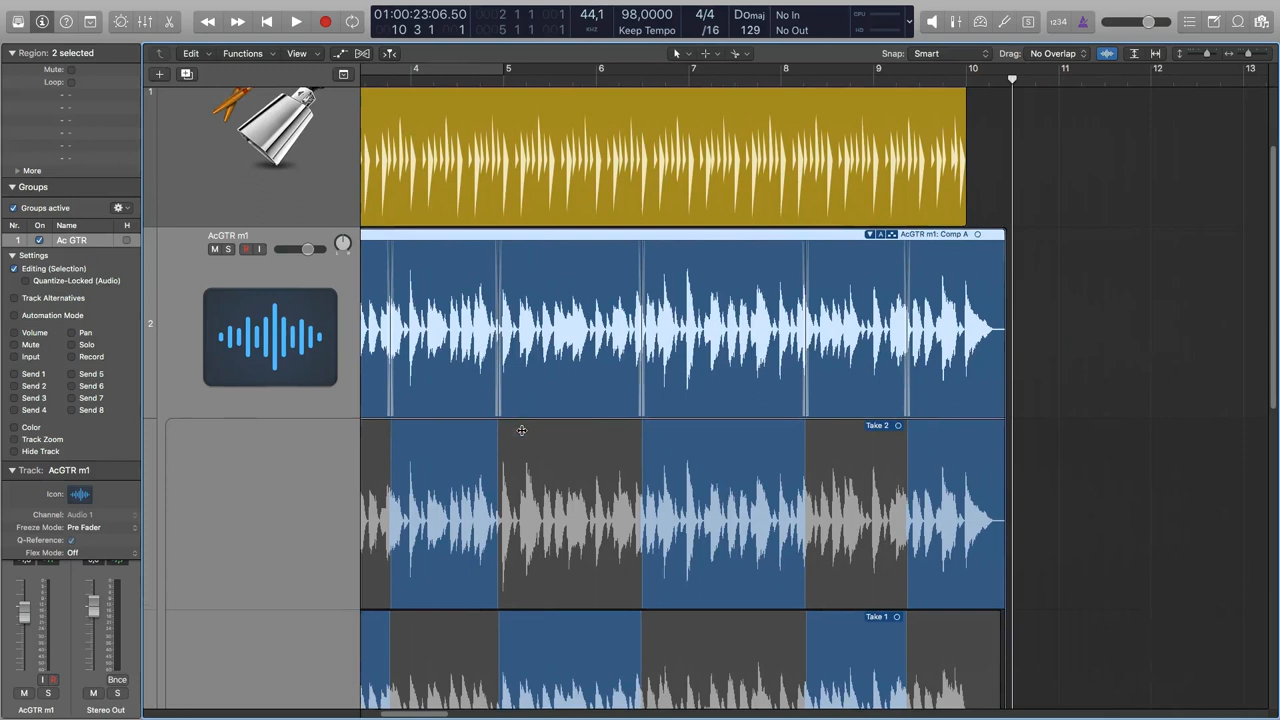 01:00:23:06.50
10 3 1 1
2 1 1 001
5 1 1 001
44,1
KHZ
98,0000
Keep Tempo
4/4
/16
DOmaj
129
No In
No Out
CPU
HD
1234
Region: 2 selected
Edit
Functions
View
Snap: Smart
Drag: No Overlap
Mute:
Loop:
More
4 5 6 7 8 9 10 11 12 13
1
Groups
Groups active
Nr. On Name H
1 Ac GTR
Settings
Editing (Selection)
Quantize-Locked (Audio)
Track Alternatives
Automation Mode
Volume Pan
Mute Solo
Input Record
Send 1 Send 5
Send 2 Send 6
Send 3 Send 7
Send 4 Send 8
Color
Track Zoom
Hide Track
Track: AcGTR m1
Icon:
Channel: Audio 1
Freeze Mode: Pre Fader
Q-Reference:
Flex Mode: Off
AcGTR m1
M S R I
L R
2
A AcGTR m1: Comp A
Take 2
Take 1
I R
Bnce
M S M S
AcGTR m1 Stereo Out